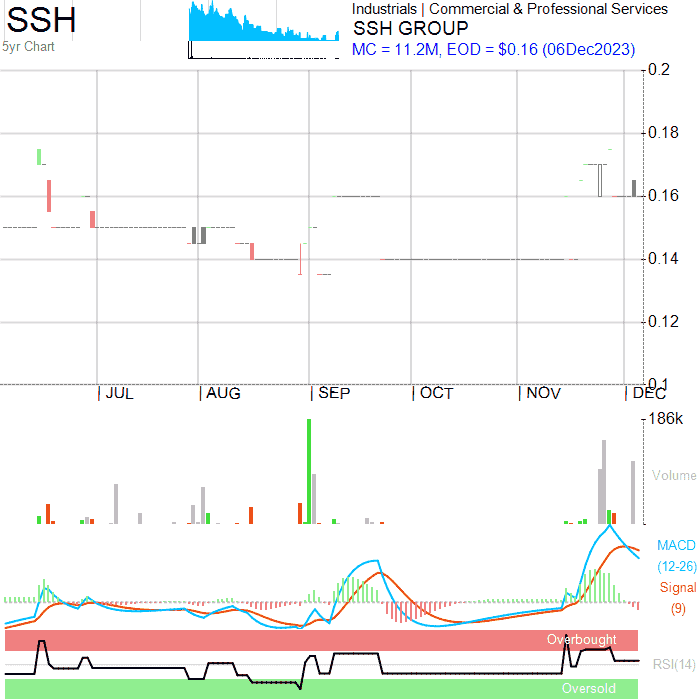 SSH
5yr Chart
Industrials | Commercial & Professional Services
SSH GROUP
MC = 11.2M, EOD = $0.16 (06Dec2023)
0.2
0.18
0.16
0.14
0.12
0.1
JUL AUG SEP OCT NOV DEC
186k
Volume
MACD
(12-26)
Signal
(9)
Overbought
RSI(14)
Oversold